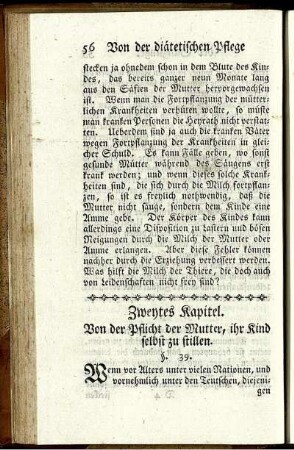 56 Von der diätetischen Pflege
stecken ja ohnedem schon in dem Blute des Kin-
des, das bereits ganzer neun Monate lang
aus den Säften der Mutter hervorgewachsen
ist. Wenn man die Fortpflanzung der mütter-
lichen Krankheiten verhüten wollte, so müste
man kranken Personen die Heyrath nicht verstat-
ten. Ueberdem sind ja auch die kranken Väter
wegen Fortpflanzung der Krankheiten in glei-
cher Schuld. Es kann Fälle geben, wo sonst
gesunde Mütter während des Säugens erst
krank werden; und wenn dieses solche Krank-
heiten sind, die sich durch die Milch fortpflan-
zen, so ist es freylich nothwendig, daß die
Mutter nicht säuge, sondern dem Kinde eine
Amme gebe. Der Körper des Kindes kann
allerdings eine Disposition zu Lastern und bösen
Neigungen durch die Milch der Mutter oder
Amme erlangen. Aber diese Fehler können
nachher durch die Erziehung verbessert werden.
Was hilft die Milch der Thiere, die doch auch
von Leidenschaften nicht frey sind?
Zweytes Kapitel.
Von der Pflicht der Mutter, ihr Kind
selbst zu stillen.
§. 39.
Wenn vor Alters unter vielen Nationen, und
vornehmlich unter den Teutschen, diejeni-
gen